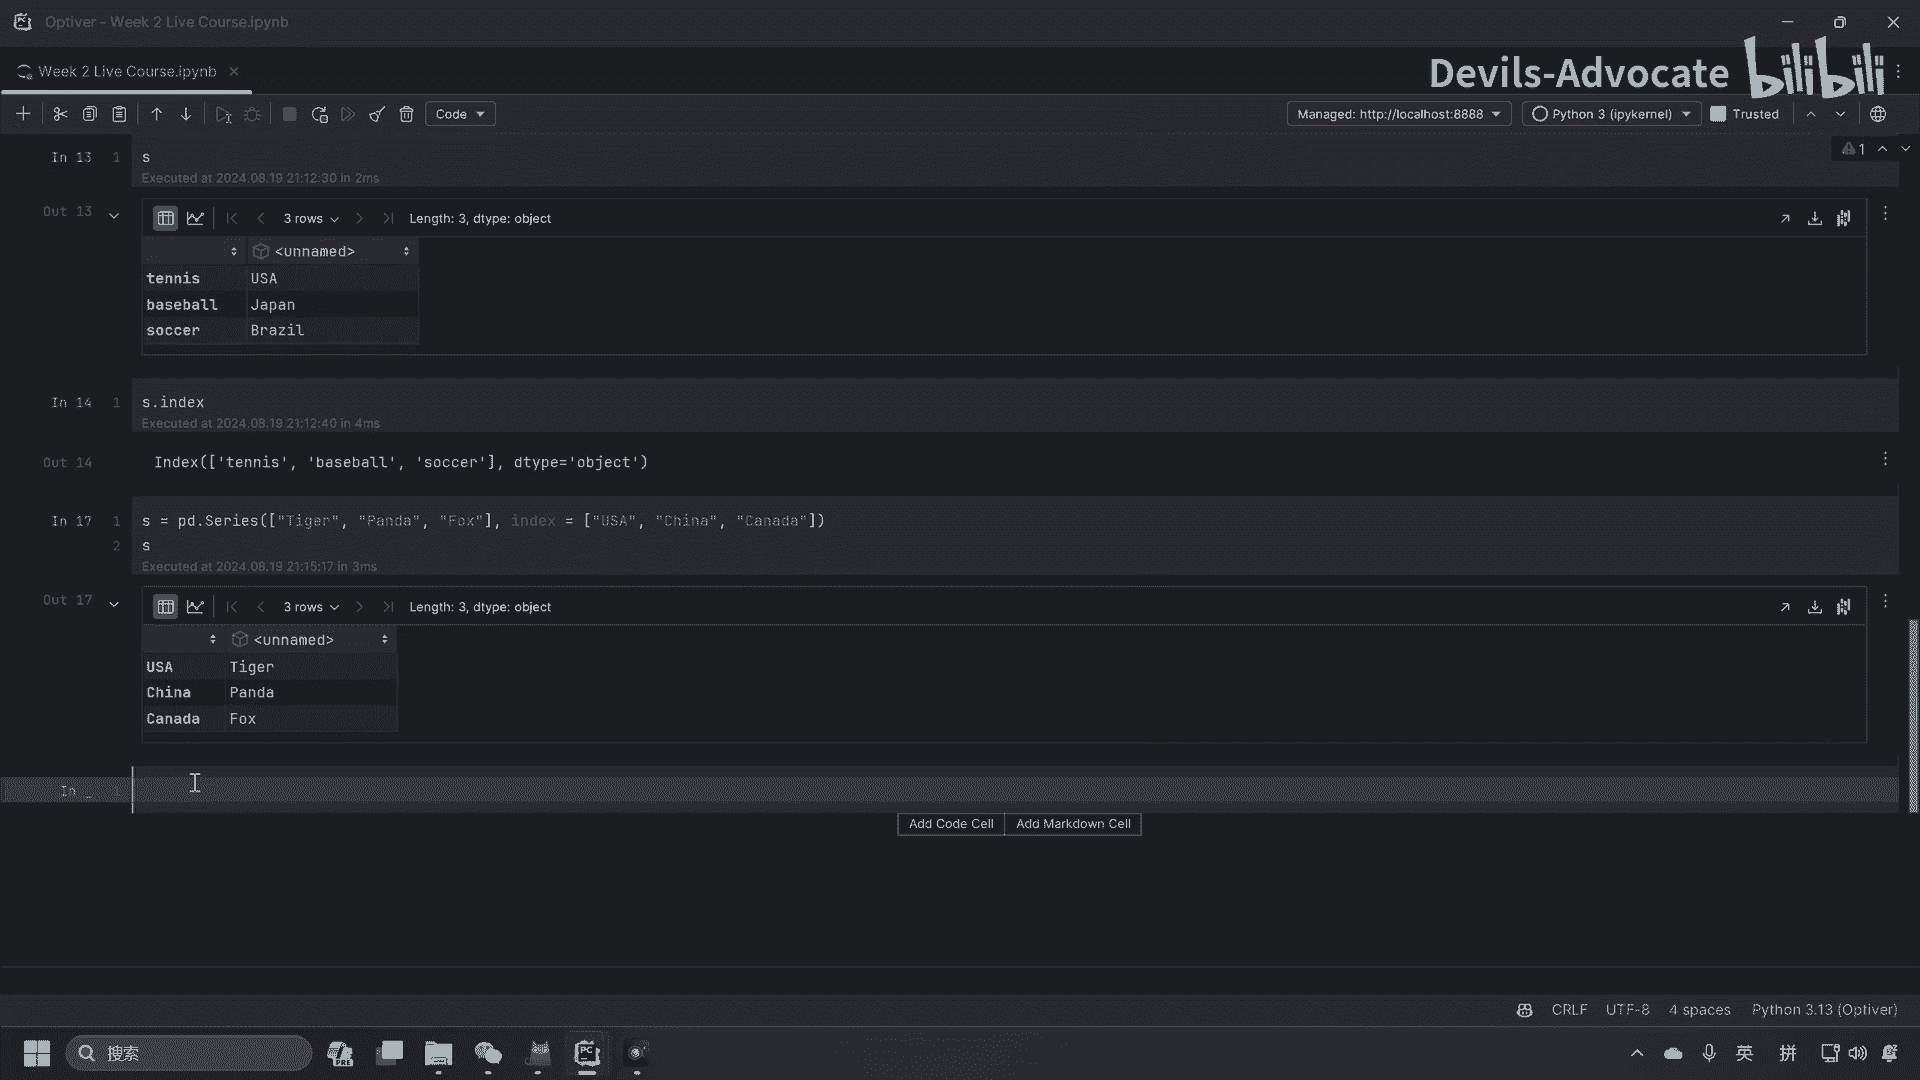 Optiver - Week 2 Live Course.ipynb
Week 2 Live Course.ipynb
Devils-Advocate bilibili
Code
Managed: http://localhost:8888
Python 3 (ipykernel)
Trusted
In 13 1 s
1
Executed at 2024.08.19 21:12:30 in 2ms
Out 13
3 rows
Length: 3, dtype: object
<unnamed>
tennis USA
baseball Japan
soccer Brazil
In 14 1 s.index
Executed at 2024.08.19 21:12:40 in 4ms
Out 14 Index(['tennis', 'baseball', 'soccer'], dtype='object')
In 17 1 s = pd.Series(["Tiger", "Panda", "Fox"], index = ["USA", "China", "Canada"])
2 s
Executed at 2024.08.19 21:15:17 in 3ms
Out 17
3 rows
Length: 3, dtype: object
<unnamed>
USA Tiger
China Panda
Canada Fox
In _ 1
Add Code Cell Add Markdown Cell
CRLF UTF-8 4 spaces Python 3.13 (Optiver)
搜索
PRE
PC
英
拼